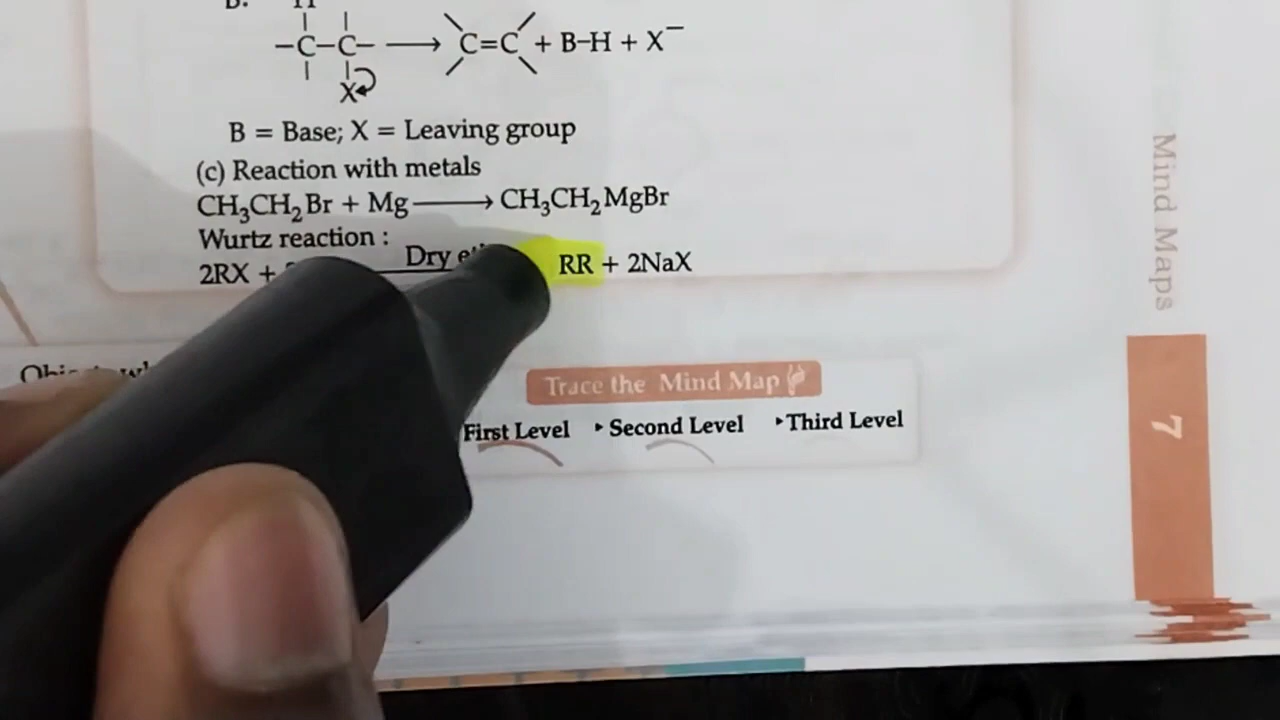 –C–C– ⟶ C=C + B–H + X⁻
X
B = Base; X = Leaving group
(c) Reaction with metals
CH₃CH₂Br + Mg ⟶ CH₃CH₂MgBr
Wurtz reaction :
2RX + Dry RR + 2NaX
Trace the Mind Map
First Level ▸ Second Level ▸ Third Level
Mind Maps
7